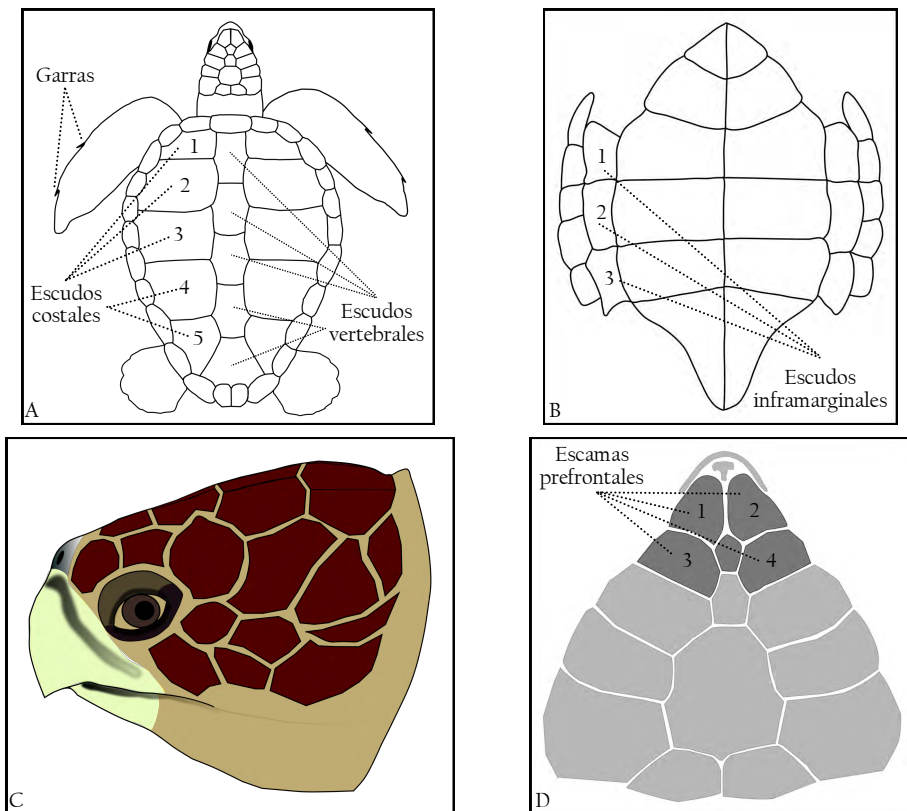 Garras
1
2
3
4
5
Escudos
costales
Escudos
vertebrales
A
1
2
3
Escudos
inframarginales
B
C
Escamas
prefrontales
1
2
3
4
D